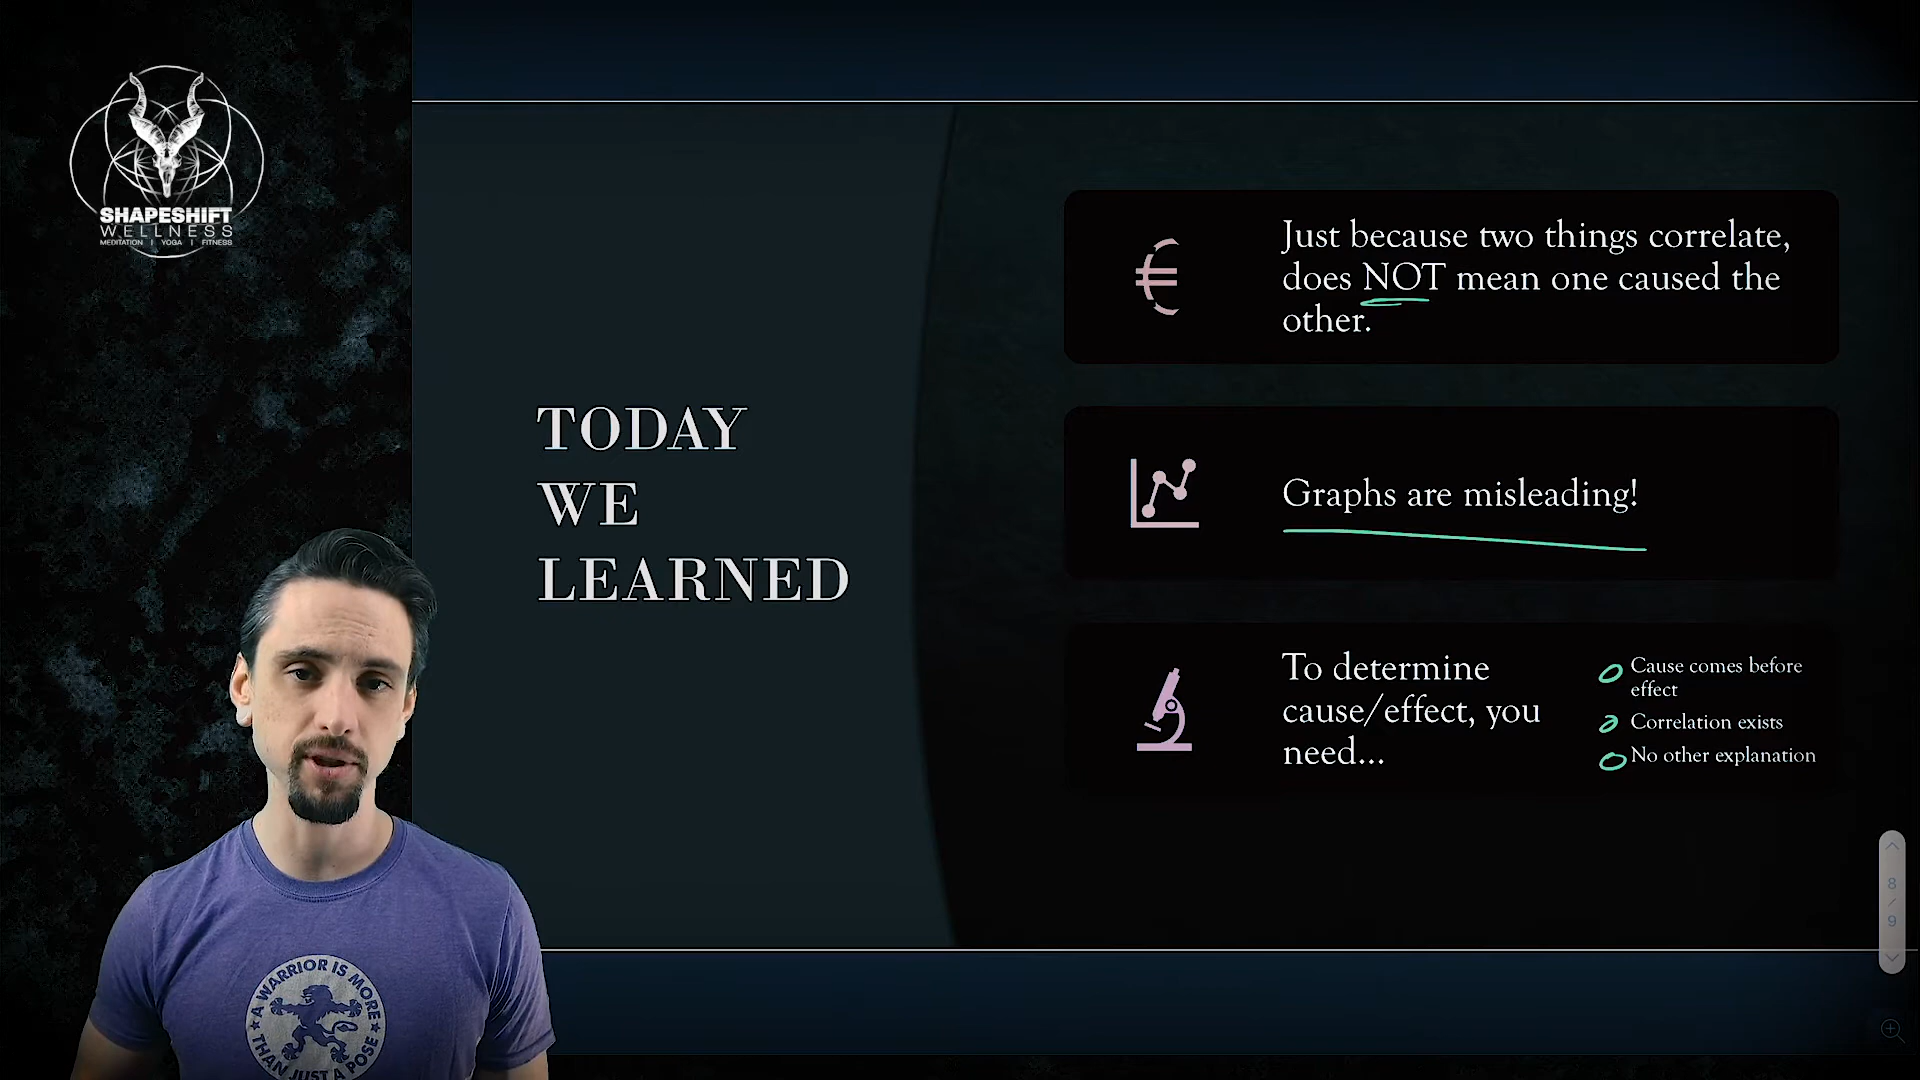 SHAPESHIFT
WELLNESS
MEDITATION | YOGA | FITNESS
TODAY
WE
LEARNED
Just because two things correlate,
does NOT mean one caused the
other.
Graphs are misleading!
To determine
cause/effect, you
need...
Cause comes before
effect
Correlation exists
No other explanation
8
/
9
A WARRIOR IS MORE
THAN JUST A POSE